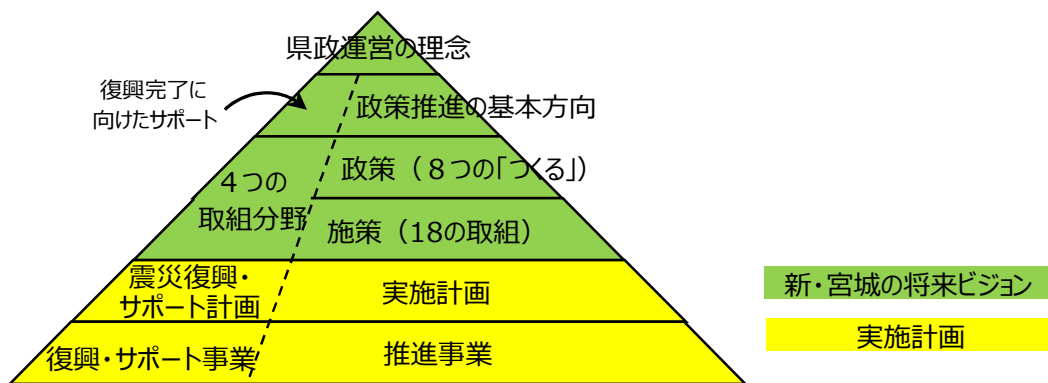 県政運営の理念
復興完了に
向けたサポート
政策推進の基本方向
４つの
取組分野
政策（８つの「つくる」）
施策（18の取組）
震災復興・
サポート計画
実施計画
復興・サポート事業
推進事業
新・宮城の将来ビジョン
実施計画